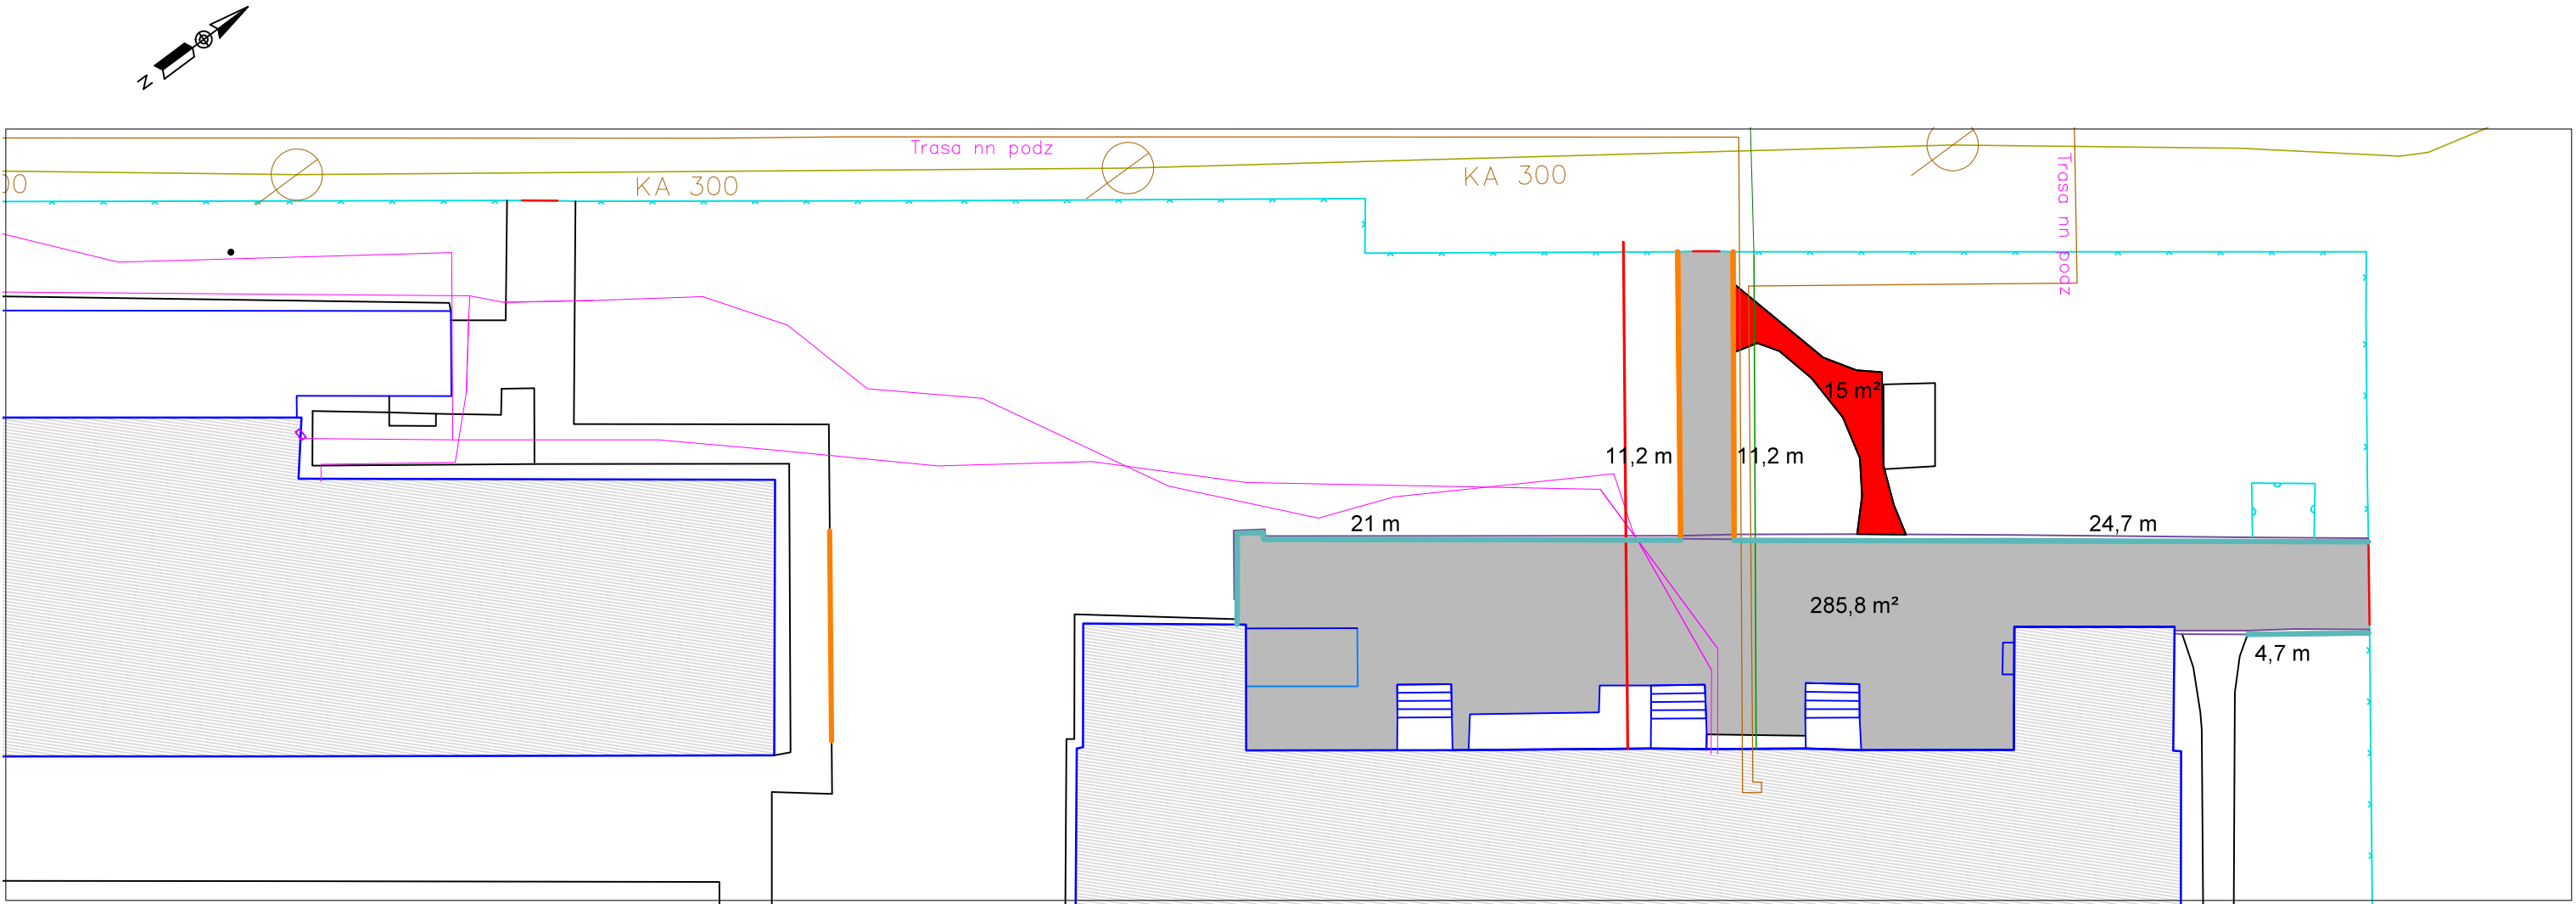 N
Trasa nn podz
00
KA 300
KA 300
Trasa nn podz
15 m²
11,2 m
11,2 m
21 m
24,7 m
285,8 m²
4,7 m